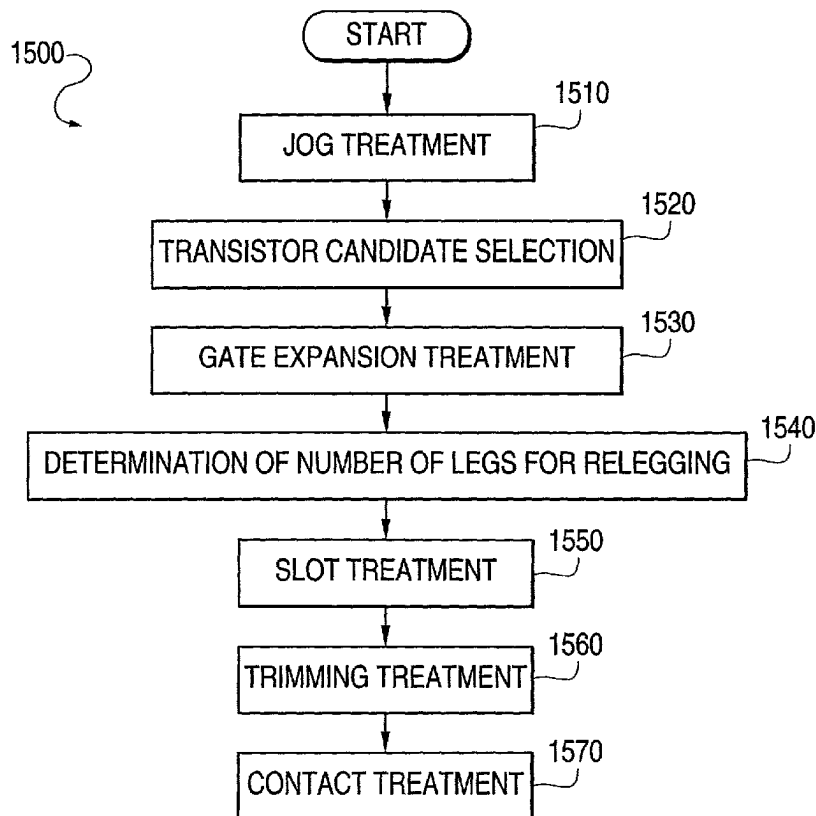 START
1500
1510
JOG TREATMENT
1520
TRANSISTOR CANDIDATE SELECTION
1530
GATE EXPANSION TREATMENT
1540
DETERMINATION OF NUMBER OF LEGS FOR RELEGGING
1550
SLOT TREATMENT
1560
TRIMMING TREATMENT
1570
CONTACT TREATMENT